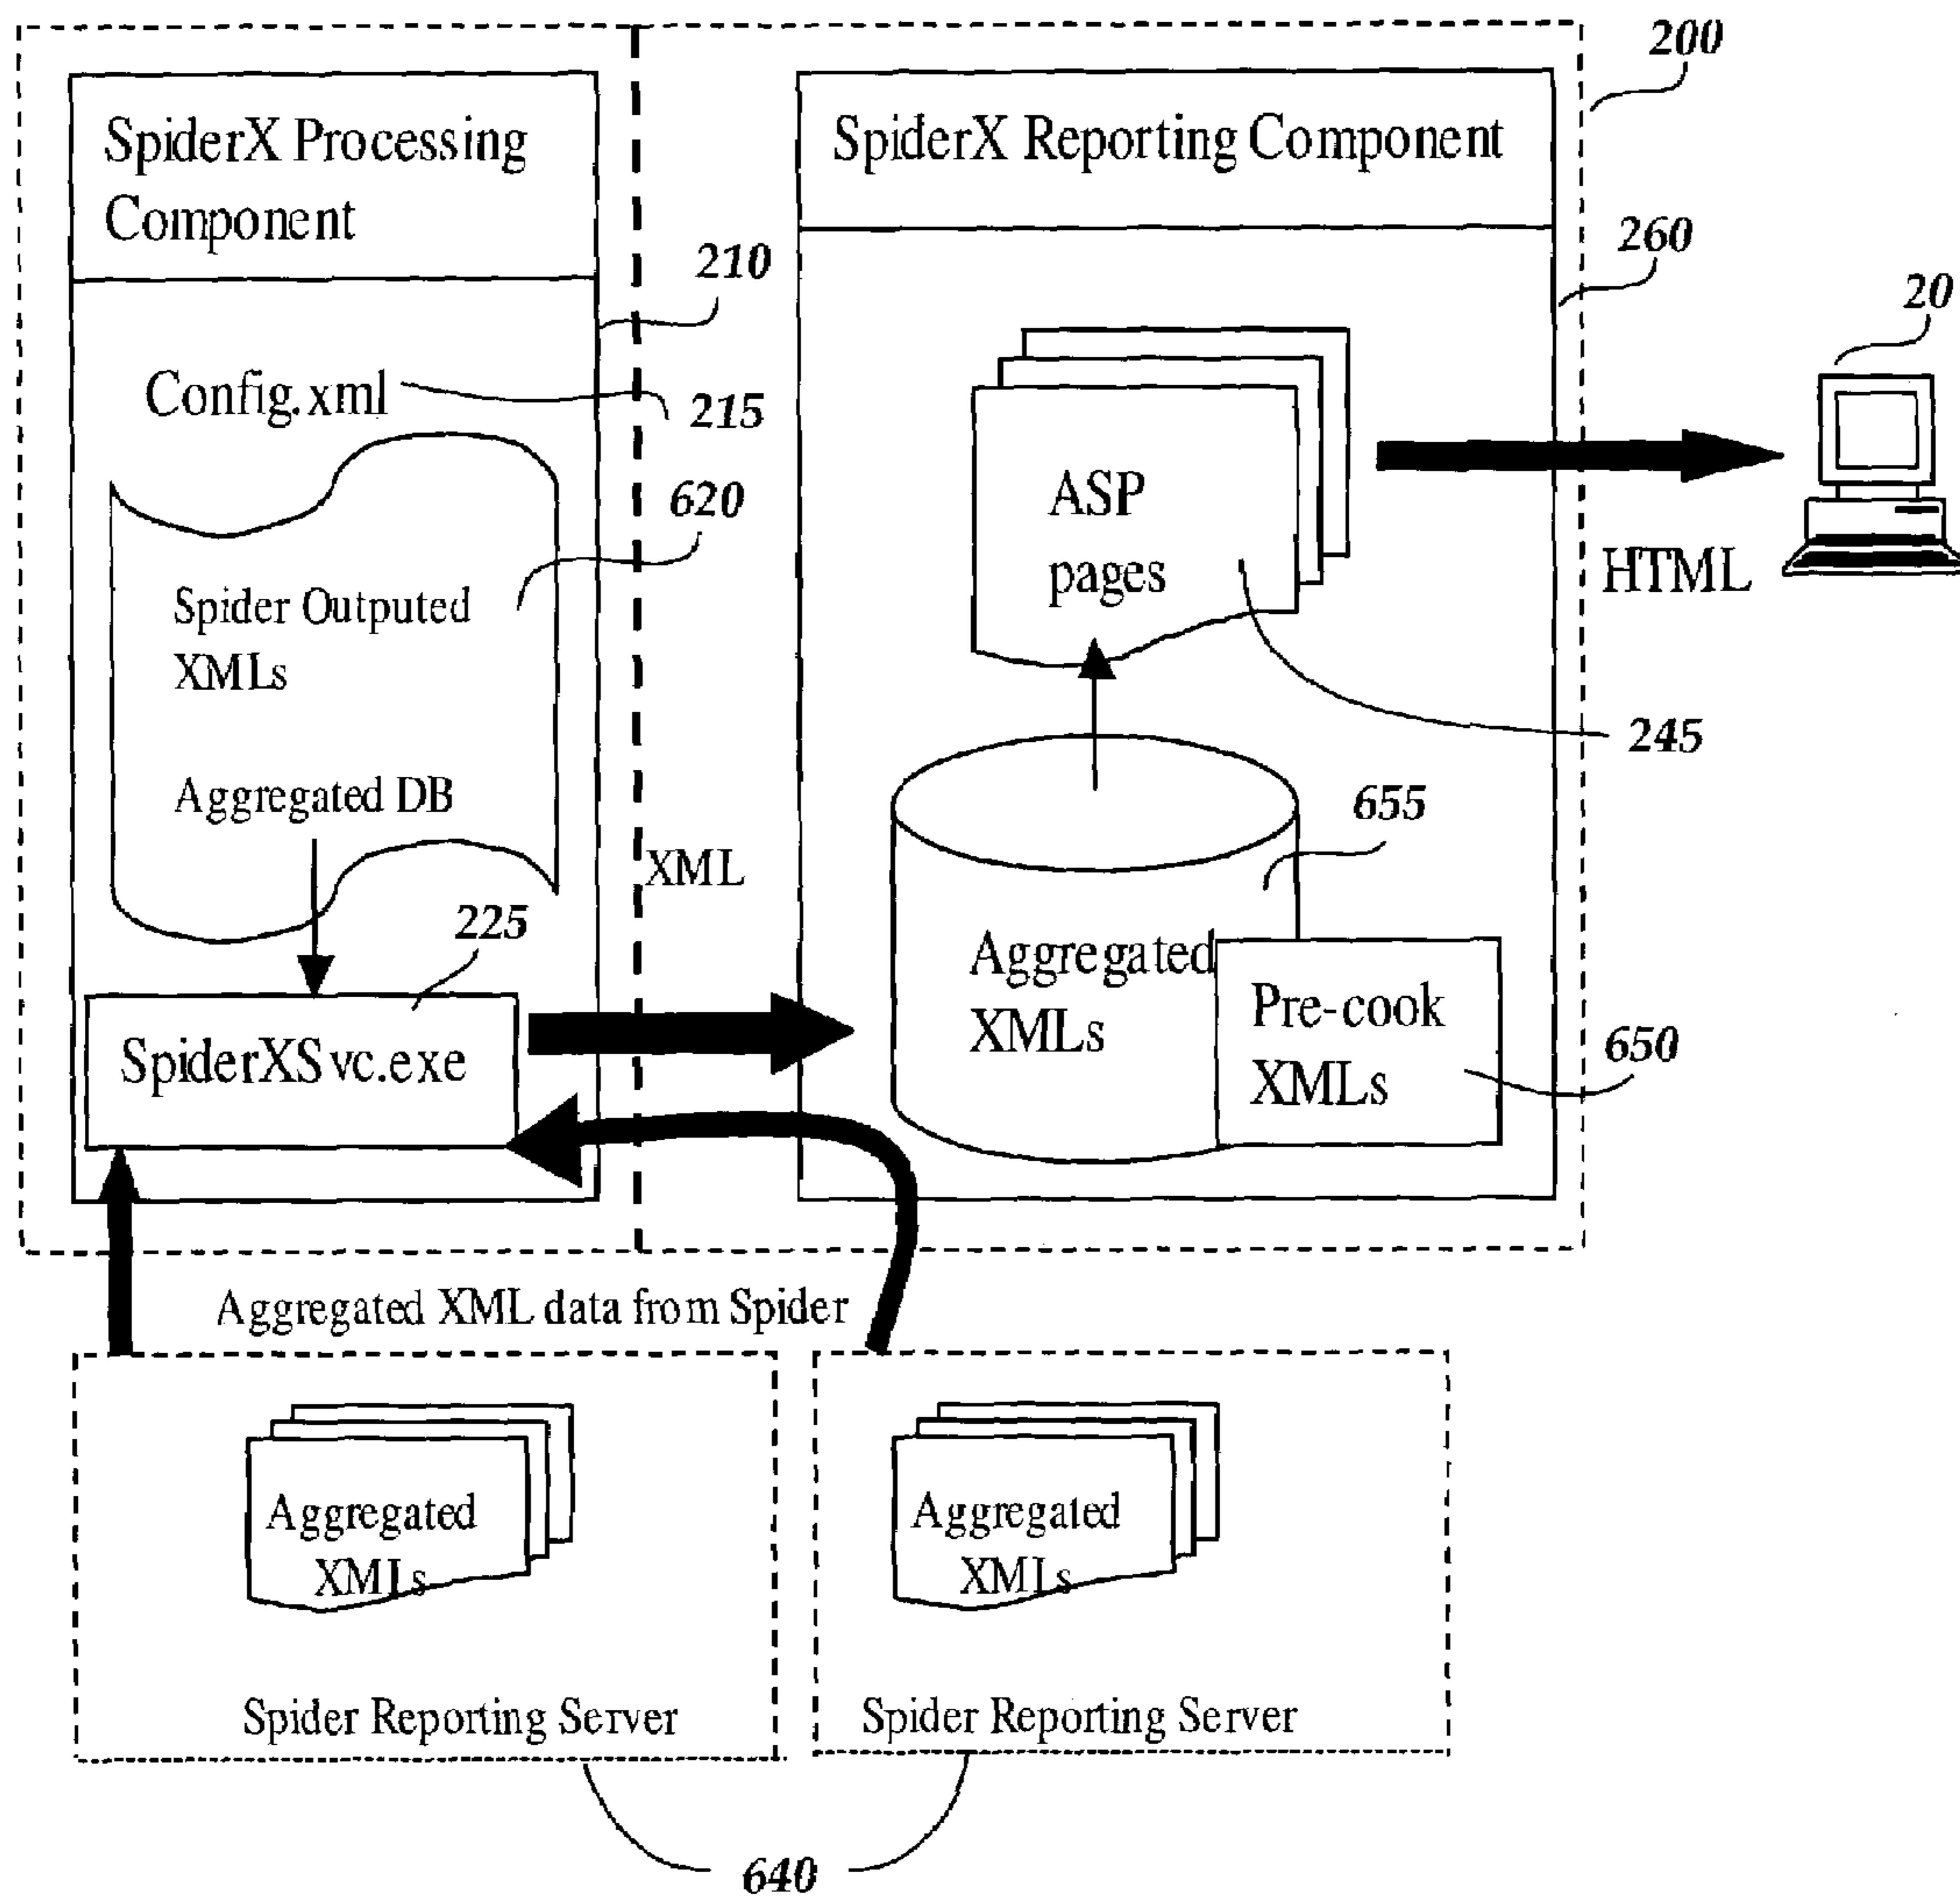 200
SpiderX Processing
Component
SpiderX Reporting Component
210
260
20
Config.xml
215
620
ASP
pages
HTML
Spider Outputed
XMLs
245
Aggregated DB
655
XML
225
Aggregated
XMLs
Pre-cook
XMLs
650
SpiderXSvc.exe
Aggregated XML data from Spider
Aggregated
XMLs
Aggregated
XMLs
Spider Reporting Server
Spider Reporting Server
640